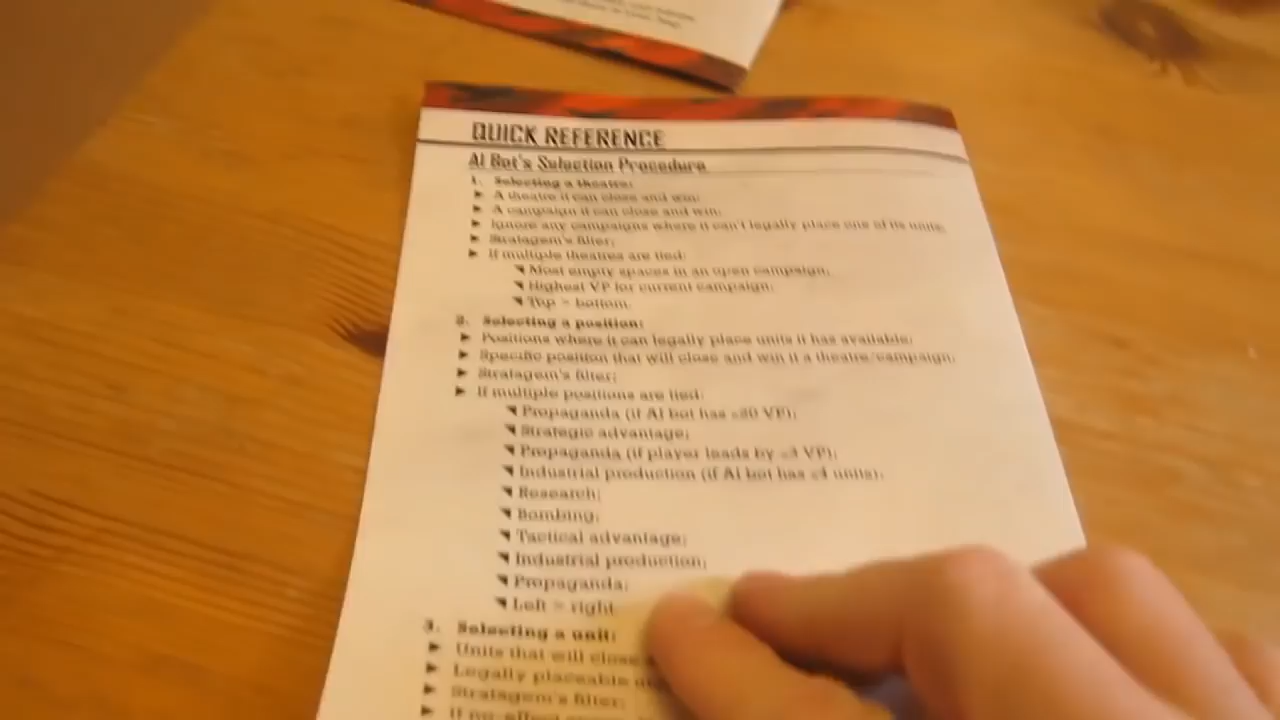 QUICK REFERENCE
AI Bot's Selection Procedure
1. Selecting a theatre:
A theatre it can close and win;
A campaign it can close and win;
Ignore any campaigns where it can't legally place one of its units;
Stratagem's filter;
If multiple theatres are tied:
Most empty spaces in an open campaign;
Highest VP for current campaign;
Top > bottom.
2. Selecting a position:
Positions where it can legally place units it has available;
Specific position that will close and win it a theatre/campaign;
Stratagem's filter;
If multiple positions are tied:
Propaganda (if AI bot has VP);
Strategic advantage;
Propaganda (if player leads by VP);
Industrial production (if AI bot has <4 units);
Research;
Bombing;
Tactical advantage;
Industrial production;
Propaganda;
Left > right.
3. Selecting a unit:
Units that will close
Legally placeable
Stratagem's filter;